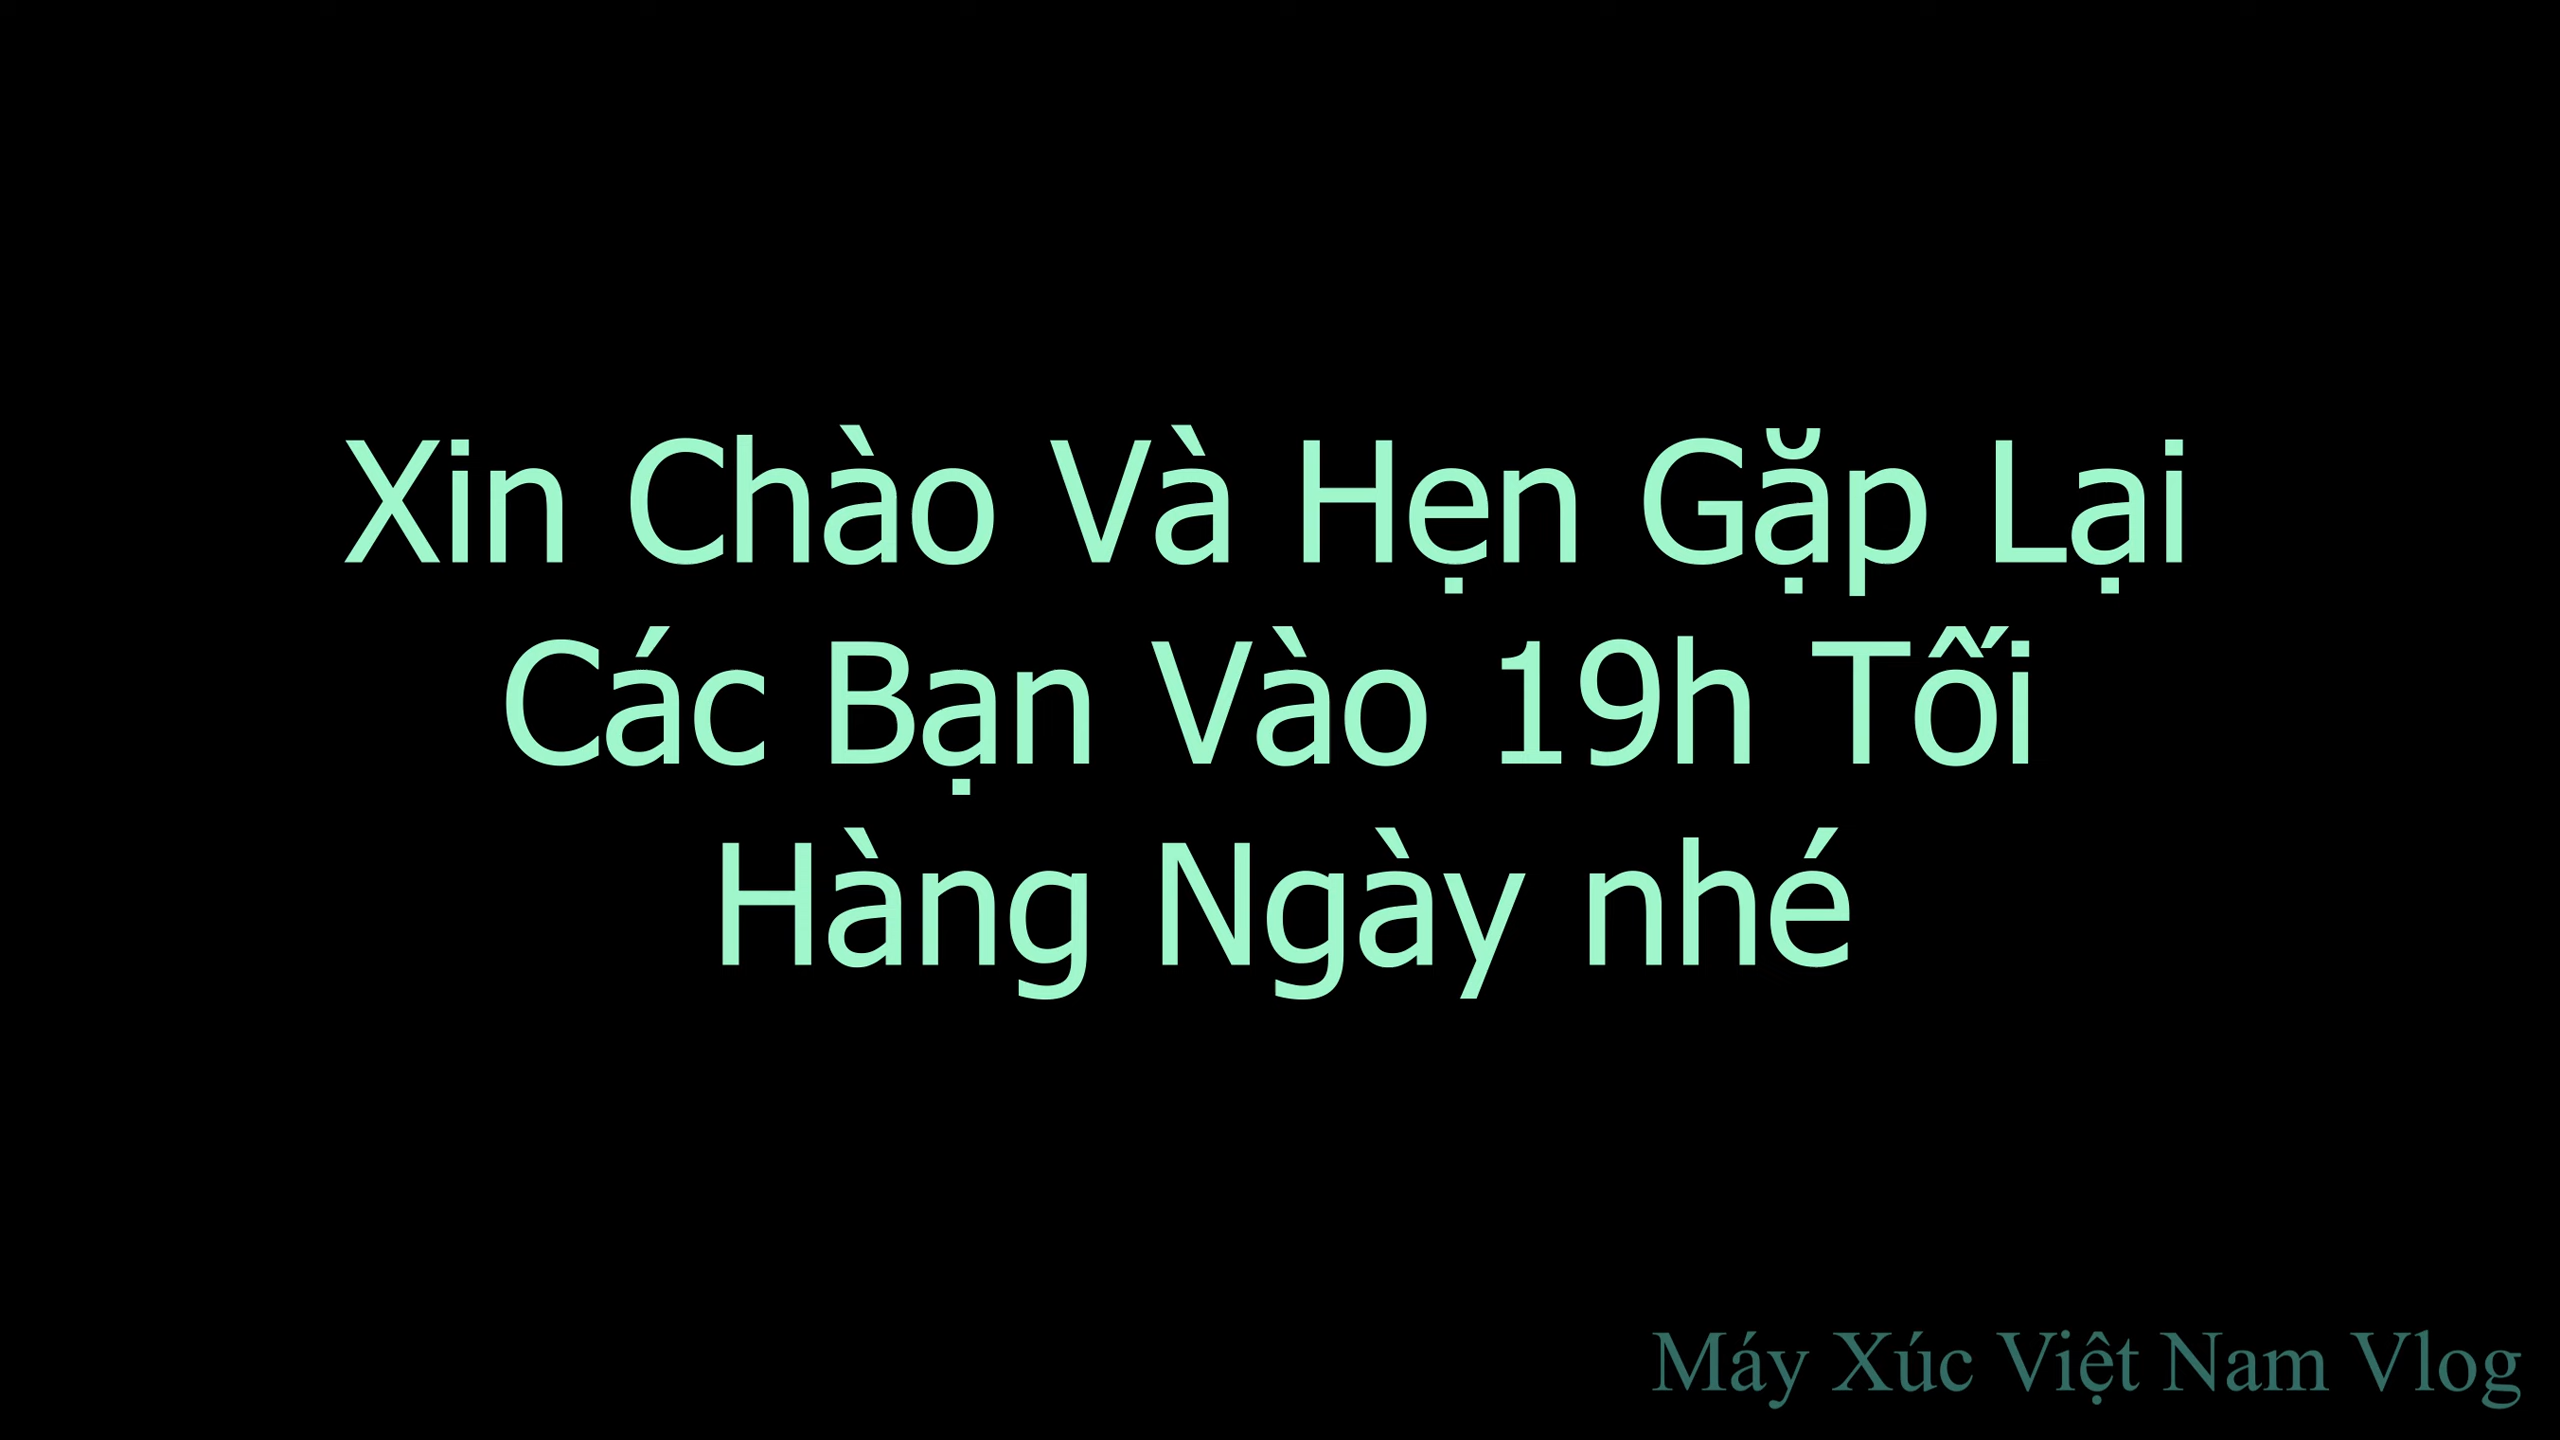 Xin Chào Và Hẹn Gặp Lại
Các Bạn Vào 19h Tối
Hàng Ngày nhé
Máy Xúc Việt Nam Vlog